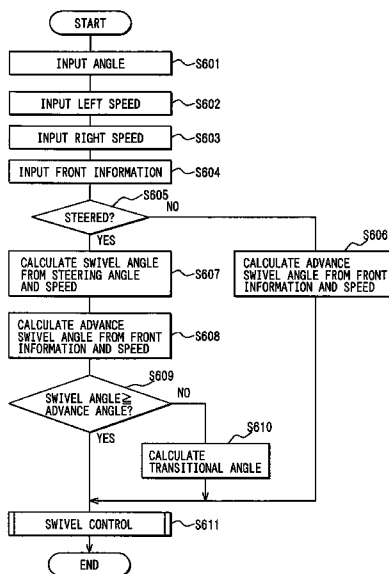 START
INPUT ANGLE
S601
INPUT LEFT SPEED
S602
INPUT RIGHT SPEED
S603
INPUT FRONT INFORMATION
S604
S605
STEERED?
NO
YES
S606
CALCULATE ADVANCE
SWIVEL ANGLE FROM FRONT
INFORMATION AND SPEED
CALCULATE SWIVEL ANGLE
FROM STEERING ANGLE
AND SPEED
S607
CALCULATE ADVANCE
SWIVEL ANGLE FROM FRONT
INFORMATION AND SPEED
S608
S609
SWIVEL ANGLE≧
ADVANCE ANGLE?
NO
YES
S610
CALCULATE
TRANSITIONAL ANGLE
SWIVEL CONTROL
S611
END